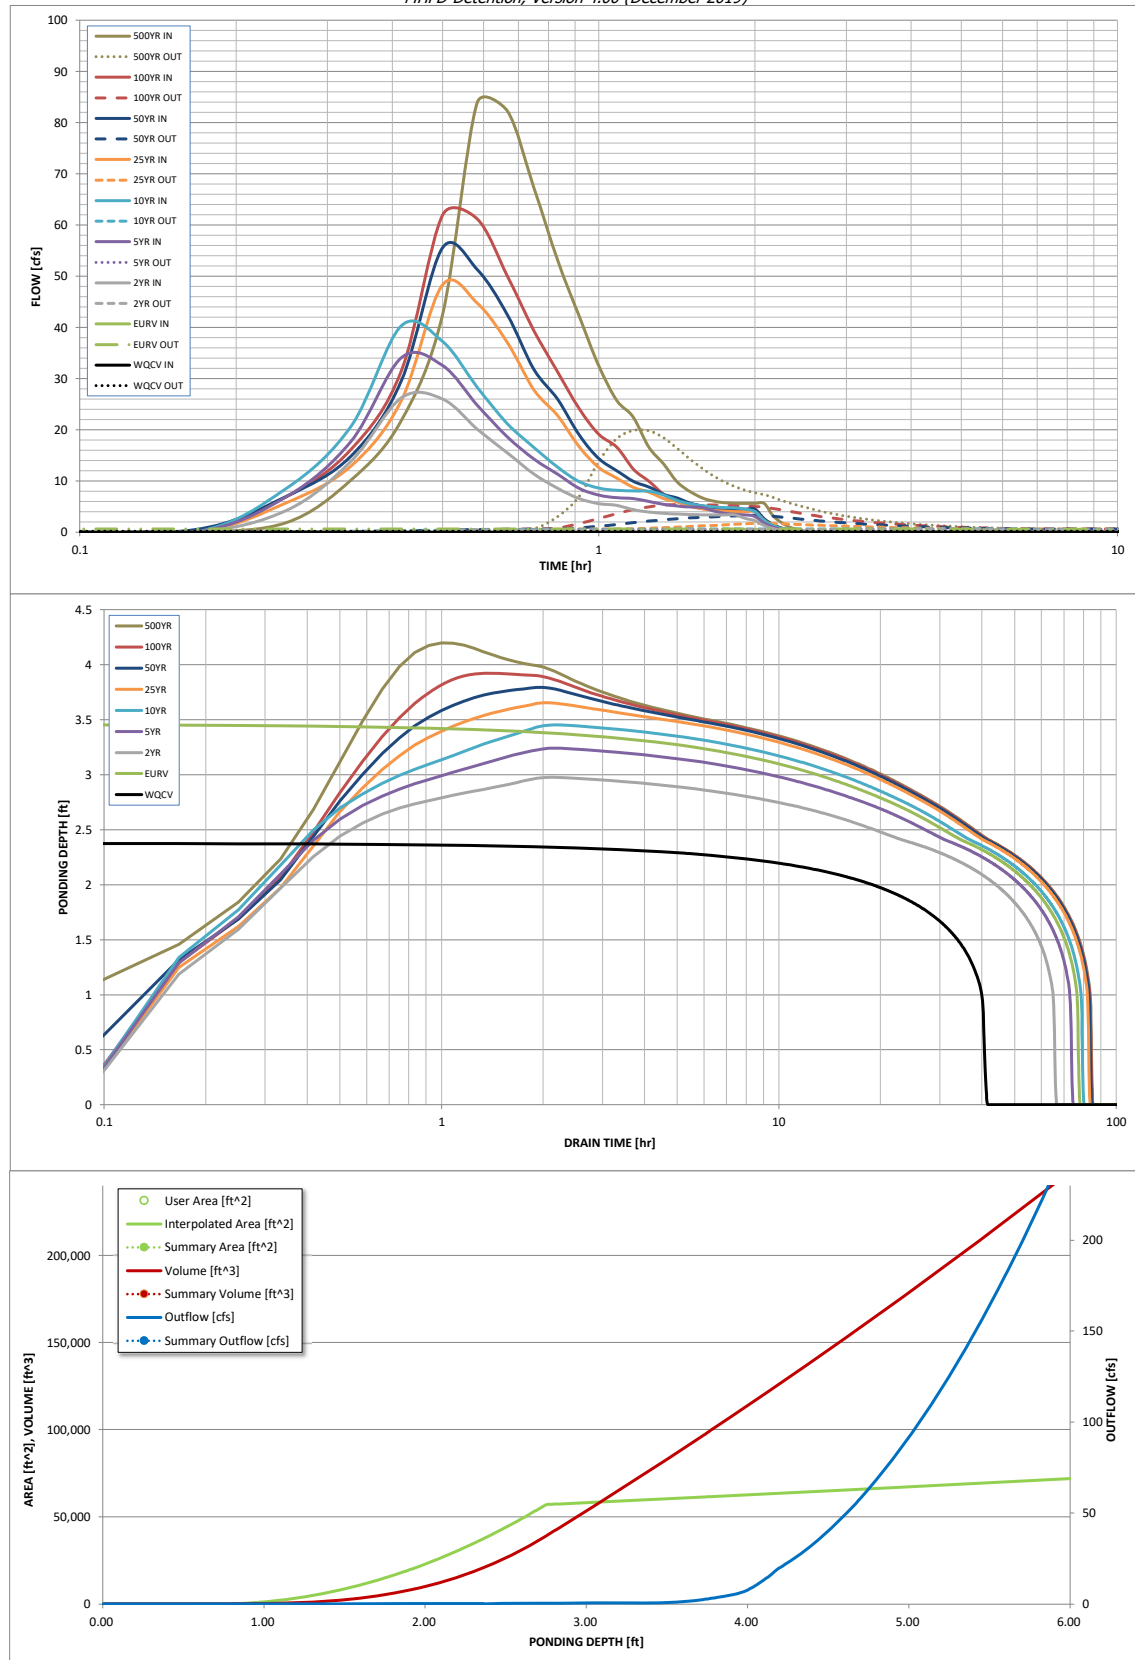 MHFD-Detention, Version 4.00 (December 2019)
100
90
80
70
60
50
40
30
20
10
0
FLOW [cfs]
500YR IN
500YR OUT
100YR IN
100YR OUT
50YR IN
50YR OUT
25YR IN
25YR OUT
10YR IN
10YR OUT
5YR IN
5YR OUT
2YR IN
2YR OUT
EURV IN
EURV OUT
WQCV IN
WQCV OUT
0.1
1
10
TIME [hr]
4.5
4
3.5
3
2.5
2
1.5
1
0.5
0
PONDING DEPTH [ft]
500YR
100YR
50YR
25YR
10YR
5YR
2YR
EURV
WQCV
0.1
1
10
100
DRAIN TIME [hr]
User Area [ft^2]
Interpolated Area [ft^2]
Summary Area [ft^2]
Volume [ft^3]
Summary Volume [ft^3]
Outflow [cfs]
Summary Outflow [cfs]
200,000
150,000
100,000
50,000
0
AREA [ft^2], VOLUME [ft^3]
200
150
100
50
0
OUTFLOW [cfs]
0.00
1.00
2.00
3.00
4.00
5.00
6.00
PONDING DEPTH [ft]